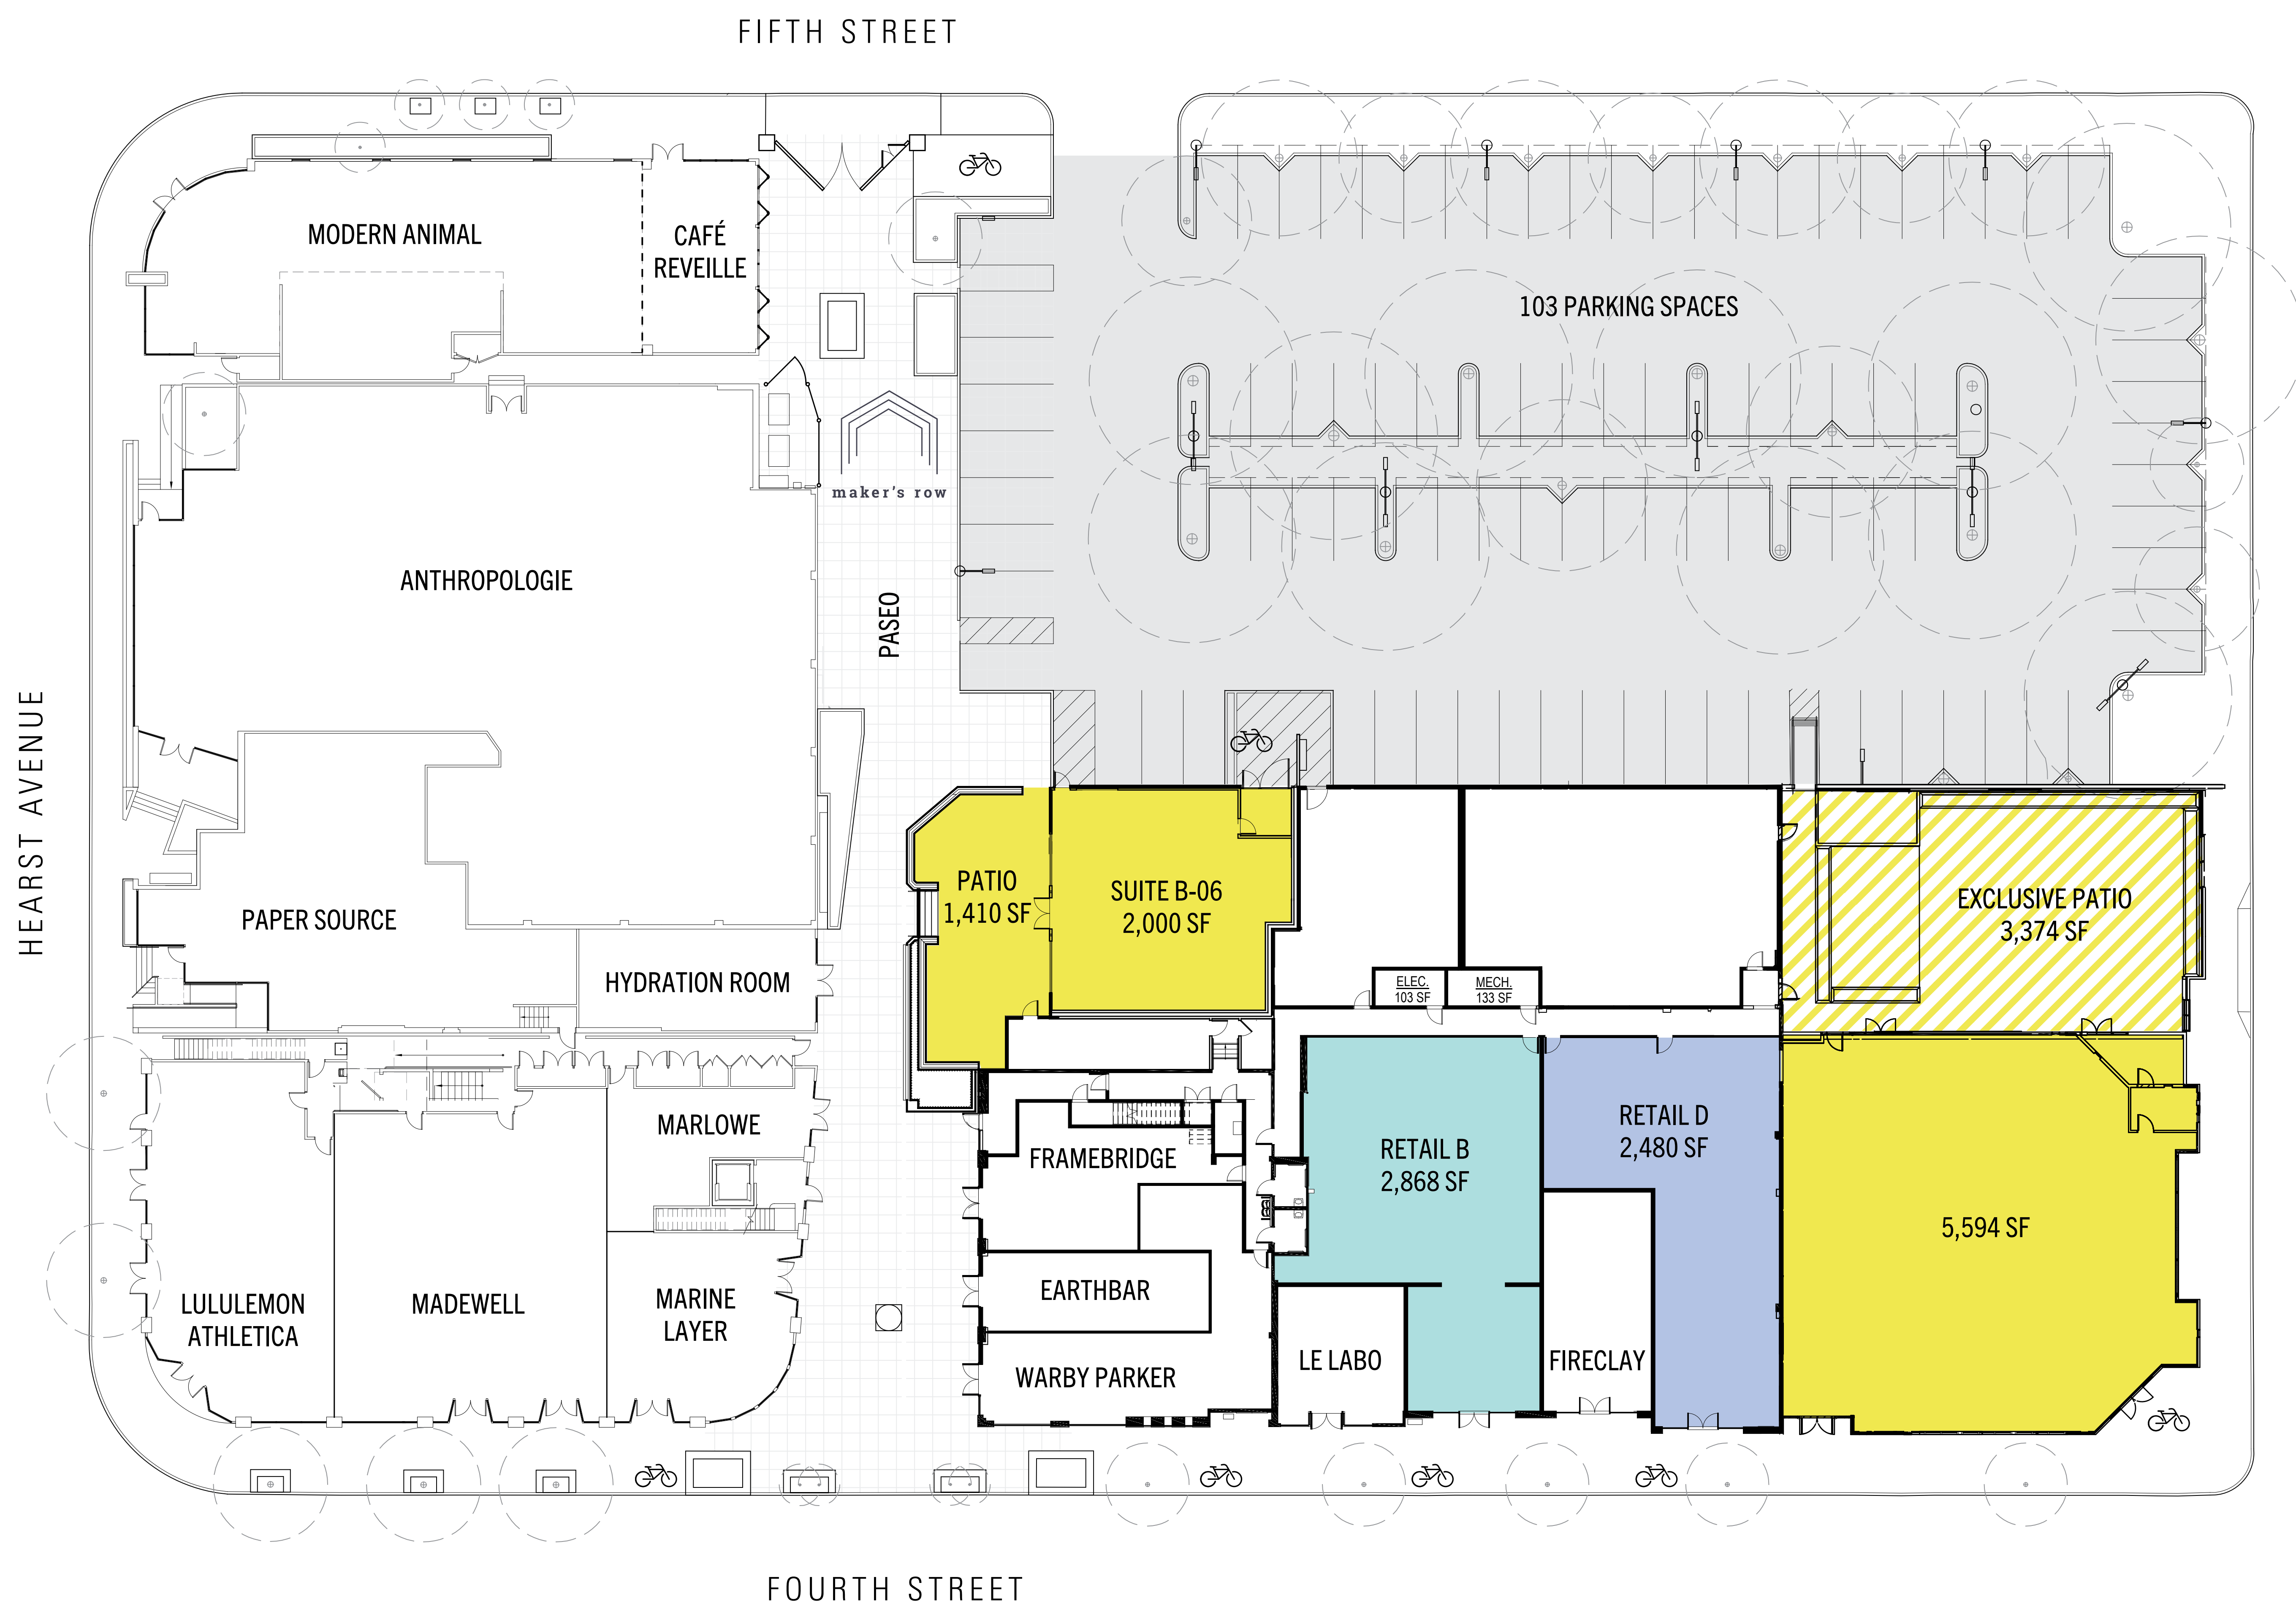 FIFTH STREET
MODERN ANIMAL
CAFÉ
REVEILLE
103 PARKING SPACES
maker's row
ANTHROPOLOGIE
PASEO
HEARST AVENUE
PATIO
1,410 SF
SUITE B-06
2,000 SF
EXCLUSIVE PATIO
3,374 SF
PAPER SOURCE
HYDRATION ROOM
ELEC.
103 SF
MECH.
133 SF
MARLOWE
FRAMEBRIDGE
RETAIL B
2,868 SF
RETAIL D
2,480 SF
5,594 SF
LULULEMON
ATHLETICA
MADEWELL
MARINE
LAYER
EARTHBAR
WARBY PARKER
LE LABO
FIRECLAY
FOURTH STREET